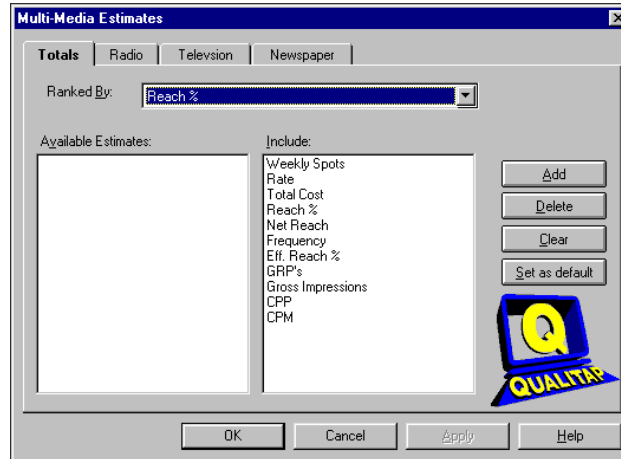 Multi-Media Estimates
Totals Radio Televsion Newspaper
Ranked By: Reach %
Available Estimates: Include:
Weekly Spots
Rate
Total Cost
Reach %
Net Reach
Frequency
Eff. Reach %
GRP's
Gross Impressions
CPP
CPM
Add
Delete
Clear
Set as default
Q
QUALITAP
OK Cancel Apply Help